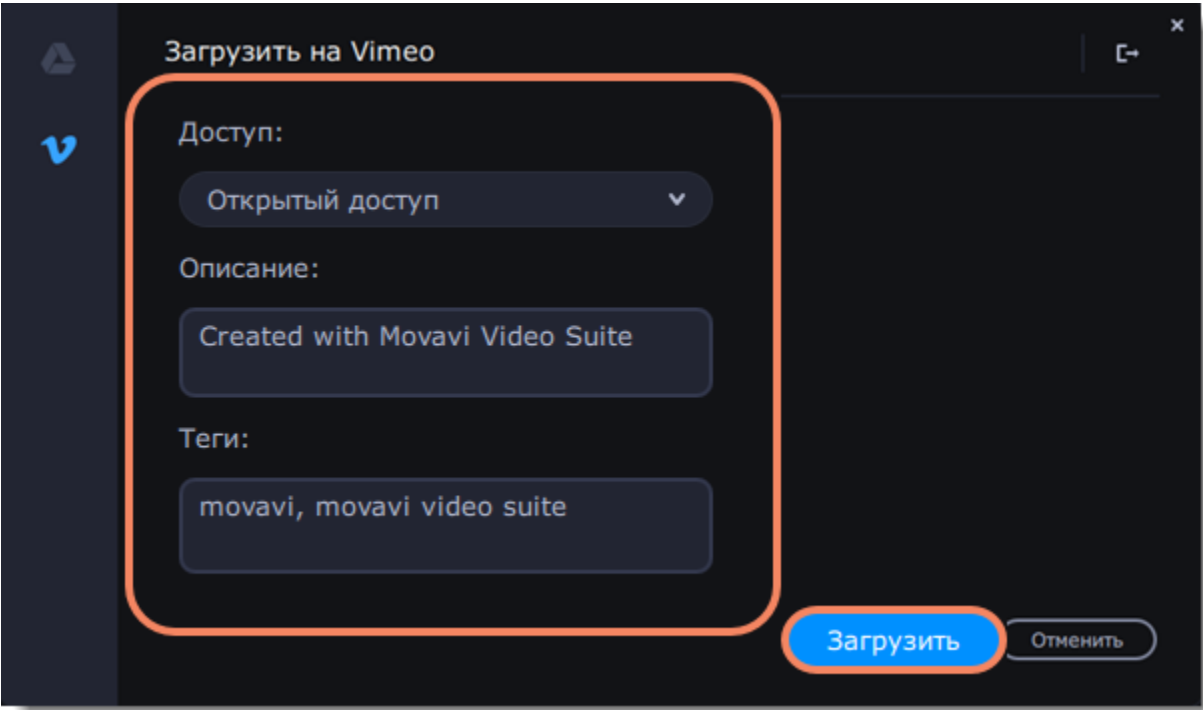 Загрузить на Vimeo
Доступ:
Открытый доступ
Описание:
Created with Movavi Video Suite
Теги:
movavi, movavi video suite
Загрузить
Отменить